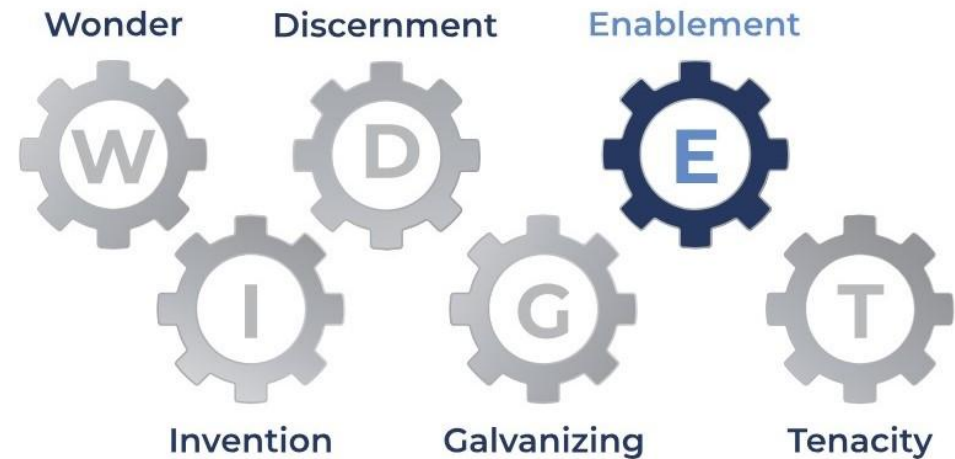 Wonder Discernment Enablement
W D E
I G T
Invention Galvanizing Tenacity